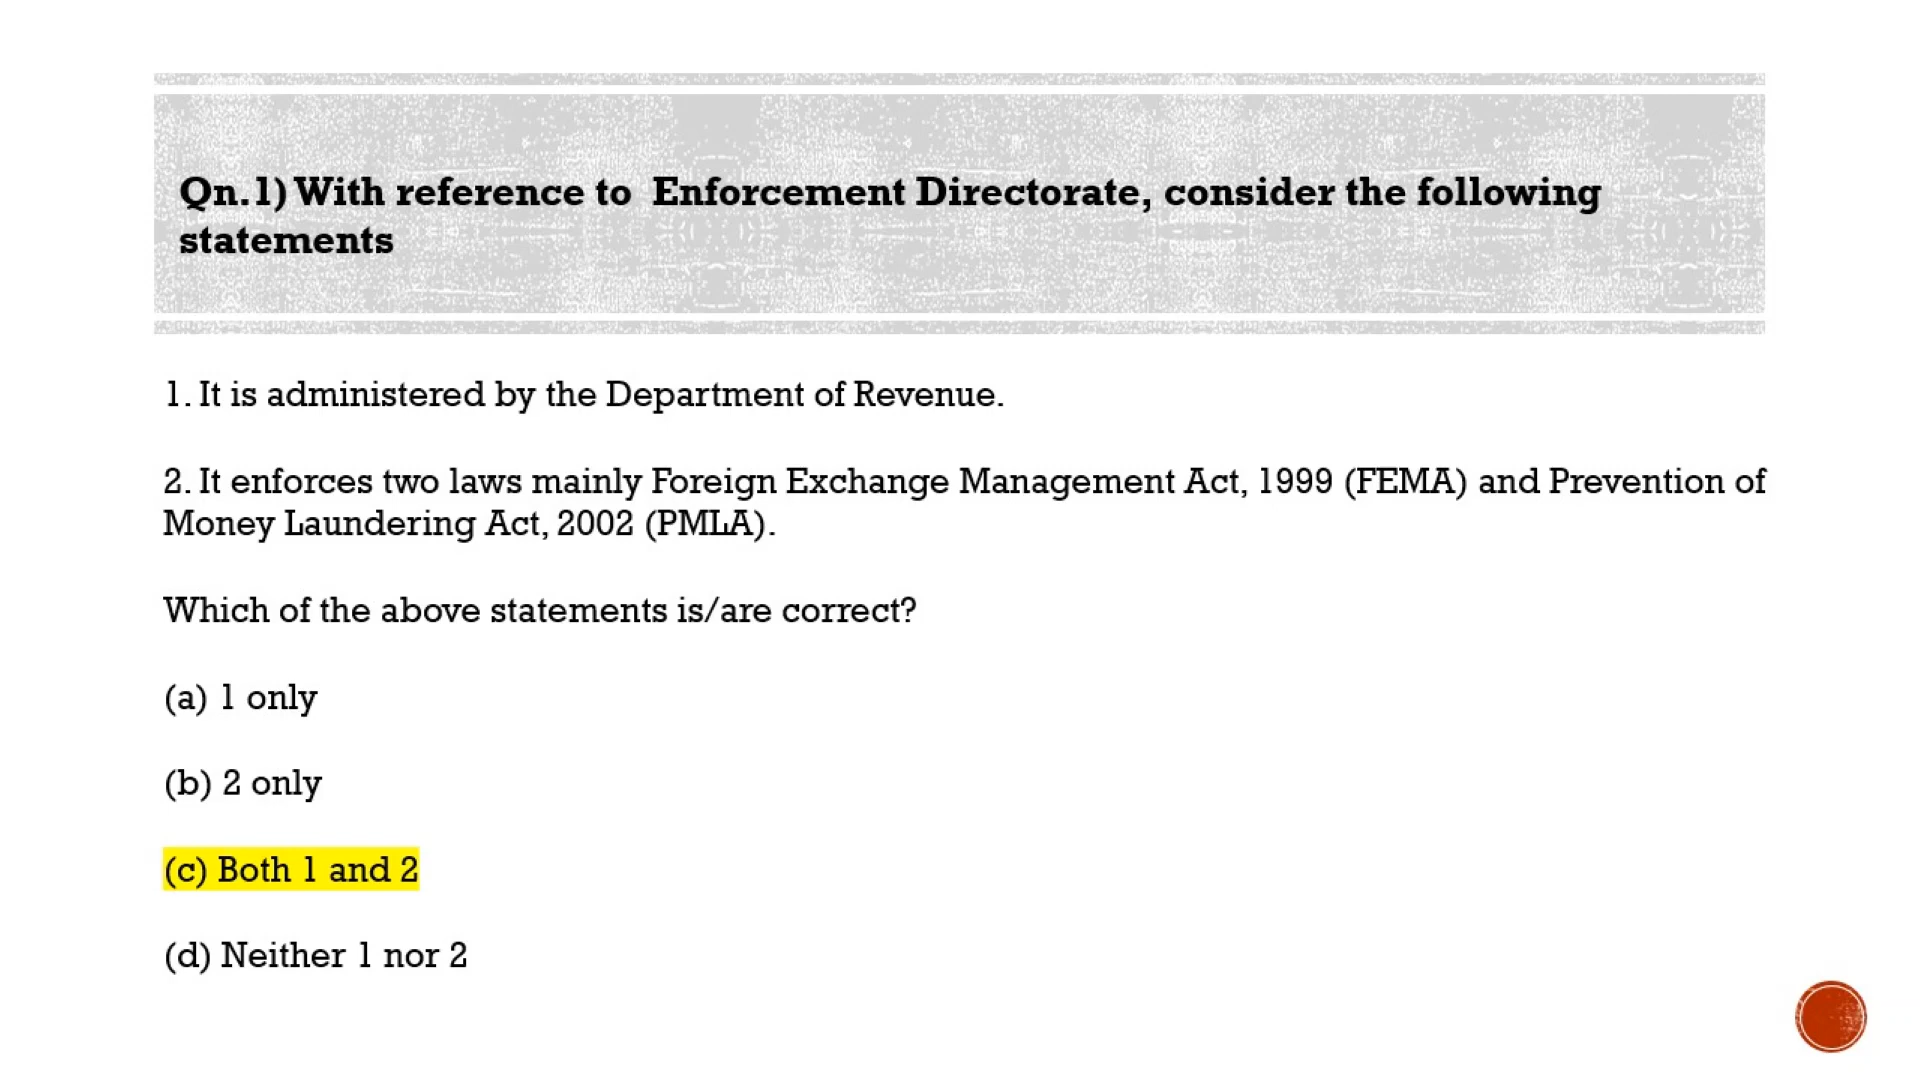 Qn.1) With reference to Enforcement Directorate, consider the following
statements
1. It is administered by the Department of Revenue.
2. It enforces two laws mainly Foreign Exchange Management Act, 1999 (FEMA) and Prevention of
Money Laundering Act, 2002 (PMLA).
Which of the above statements is/are correct?
(a) 1 only
(b) 2 only
(c) Both 1 and 2
(d) Neither 1 nor 2